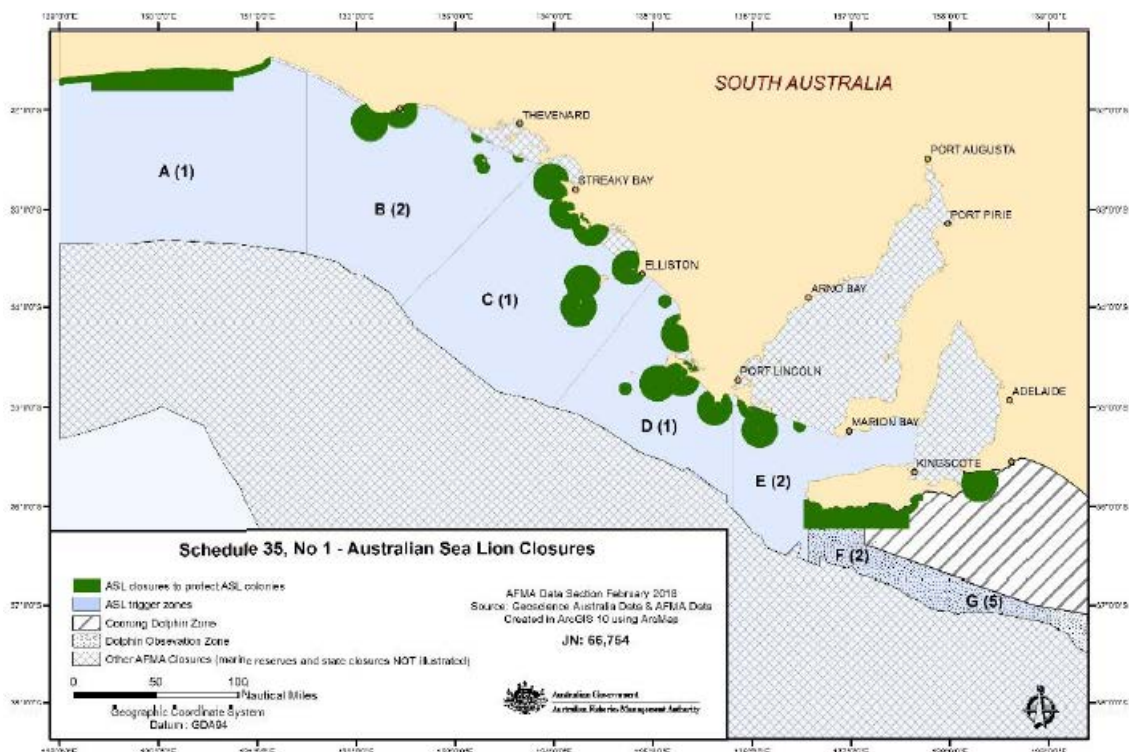 SOUTH AUSTRALIA
THEVENARD
PORT AUGUSTA
A (1)
STREAKY BAY
B (2)
PORT PIRIE
ELLISTON
C (1)
ARNO BAY
PORT LINCOLN
ADELAIDE
D (1)
MARION BAY
KINGSCOTE
E (2)
F (2)
G (5)
Schedule 35, No 1 - Australian Sea Lion Closures
ASL closures to protect ASL colonies
ASL trigger zones
Coorong Dolphin Zone
Dolphin Obsevation Zone
Other AFMA Closures (marine reserves and state closures NOT illustrated)
0 50 100
Nautical Miles
Geographic Coordinate System
Datum : GDA94
AFMA Data Section February 2018
Source: Geoscience Australia Data & AFMA Data
Created in ArcGIS 10 using ArcMap
JN: 66,754
Australian Government
Australian Fisheries Management Authority